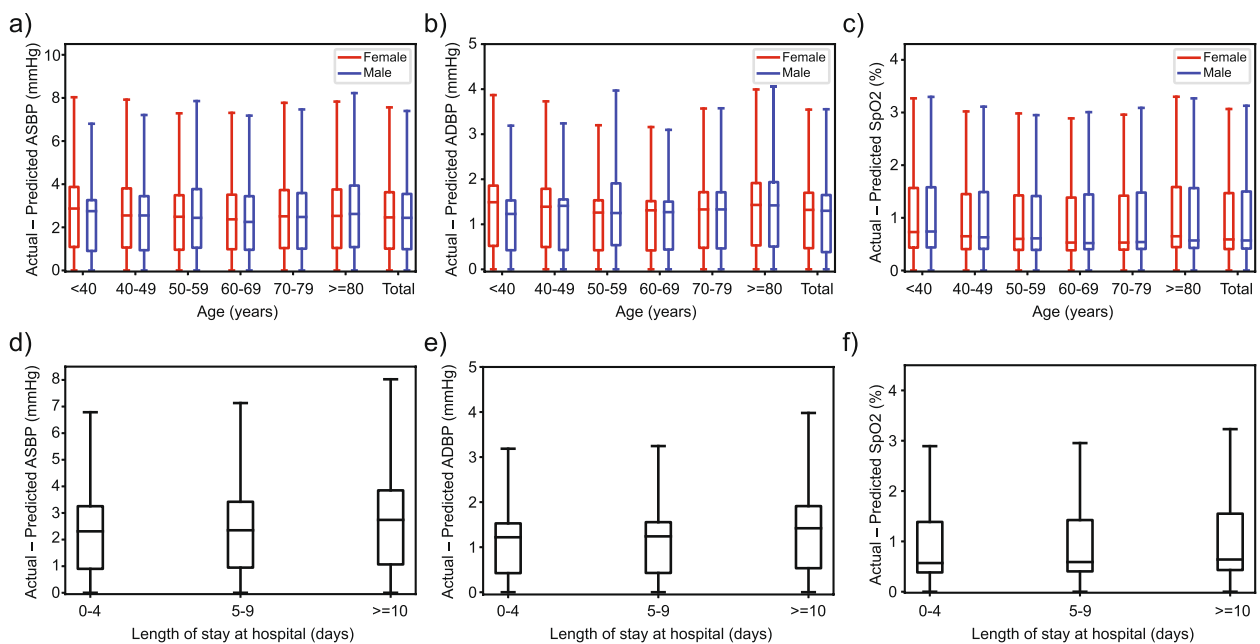 a)
Actual – Predicted ASBP (mmHg)
10
8
6
4
2
0
Female
Male
<40 40-49 50-59 60-69 70-79 >=80 Total
Age (years)
b)
Actual – Predicted ADBP (mmHg)
5
4
3
2
1
0
Female
Male
<40 40-49 50-59 60-69 70-79 >=80 Total
Age (years)
c)
Actual – Predicted SpO2 (%)
4
3
2
1
0
Female
Male
<40 40-49 50-59 60-69 70-79 >=80 Total
Age (years)
d)
Actual – Predicted ASBP (mmHg)
8
7
6
5
4
3
2
1
0
0-4 5-9 >=10
Length of stay at hospital (days)
e)
Actual – Predicted ADBP (mmHg)
5
4
3
2
1
0
0-4 5-9 >=10
Length of stay at hospital (days)
f)
Actual – Predicted SpO2 (%)
4
3
2
1
0
0-4 5-9 >=10
Length of stay at hospital (days)